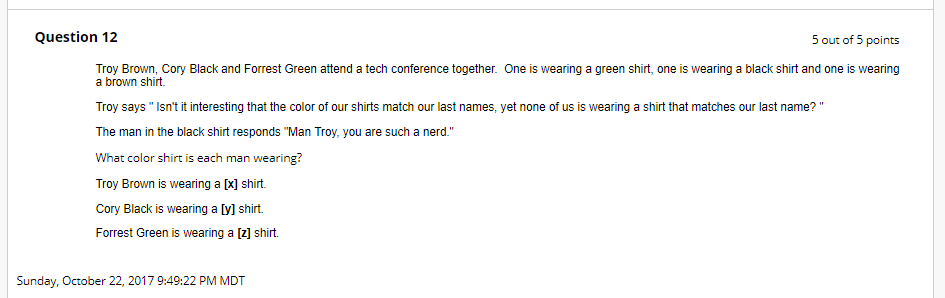 Question 12
5 out of 5 points
Troy Brown, Cory Black and Forrest Green attend a tech conference together.  One is wearing a green shirt, one is wearing a black shirt and one is wearing
a brown shirt.
Troy says " Isn't it interesting that the color of our shirts match our last names, yet none of us is wearing a shirt that matches our last name? "
The man in the black shirt responds "Man Troy, you are such a nerd."
What color shirt is each man wearing?
Troy Brown is wearing a [x] shirt.
Cory Black is wearing a [y] shirt.
Forrest Green is wearing a [z] shirt.
Sunday, October 22, 2017 9:49:22 PM MDT